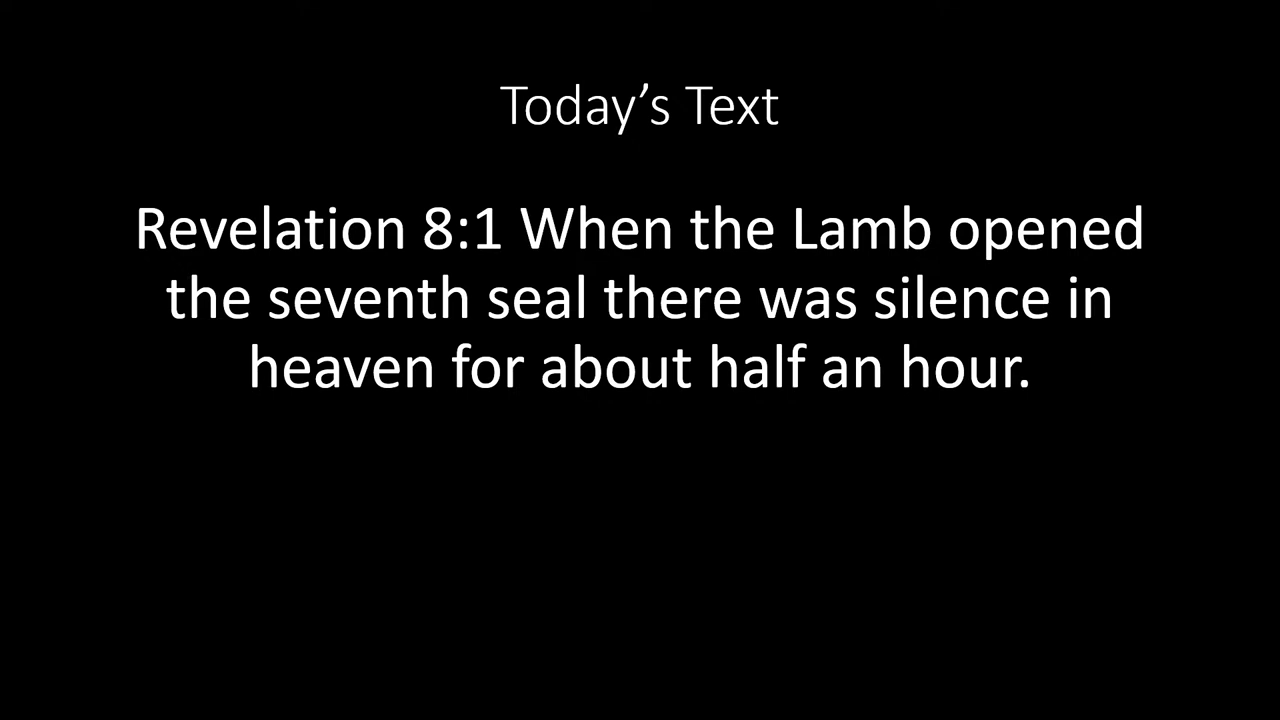 Today’s Text
Revelation 8:1 When the Lamb opened
the seventh seal there was silence in
heaven for about half an hour.